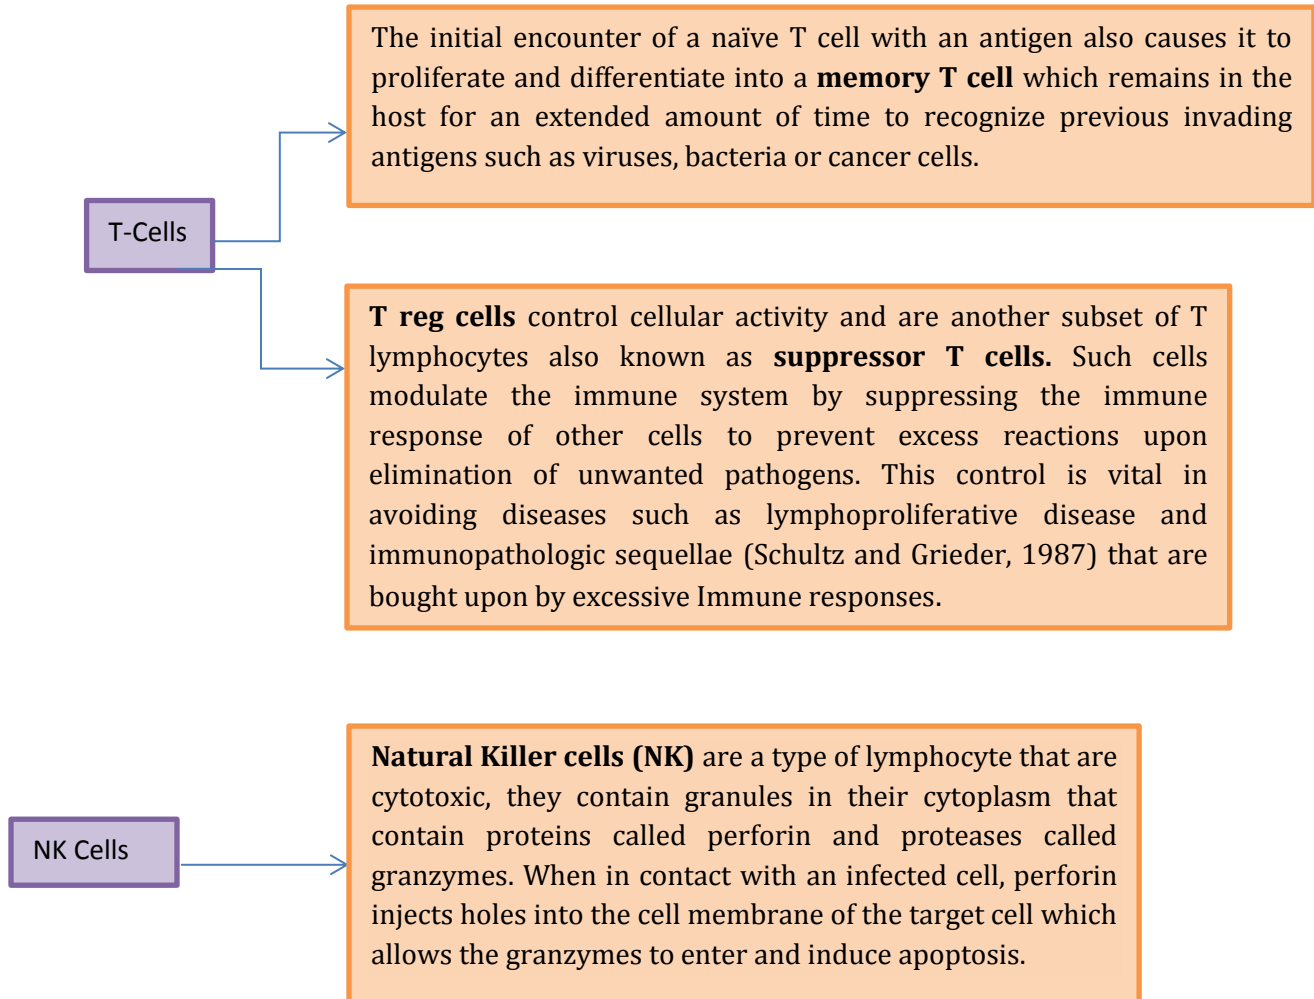 The initial encounter of a naïve T cell with an antigen also causes it to
proliferate and differentiate into a memory T cell which remains in the
host for an extended amount of time to recognize previous invading
antigens such as viruses, bacteria or cancer cells.
T-Cells
T reg cells control cellular activity and are another subset of T
lymphocytes also known as suppressor T cells. Such cells
modulate the immune system by suppressing the immune
response of other cells to prevent excess reactions upon
elimination of unwanted pathogens. This control is vital in
avoiding diseases such as lymphoproliferative disease and
immunopathologic sequellae (Schultz and Grieder, 1987) that are
bought upon by excessive Immune responses.
Natural Killer cells (NK) are a type of lymphocyte that are
cytotoxic, they contain granules in their cytoplasm that
contain proteins called perforin and proteases called
granzymes. When in contact with an infected cell, perforin
injects holes into the cell membrane of the target cell which
allows the granzymes to enter and induce apoptosis.
NK Cells